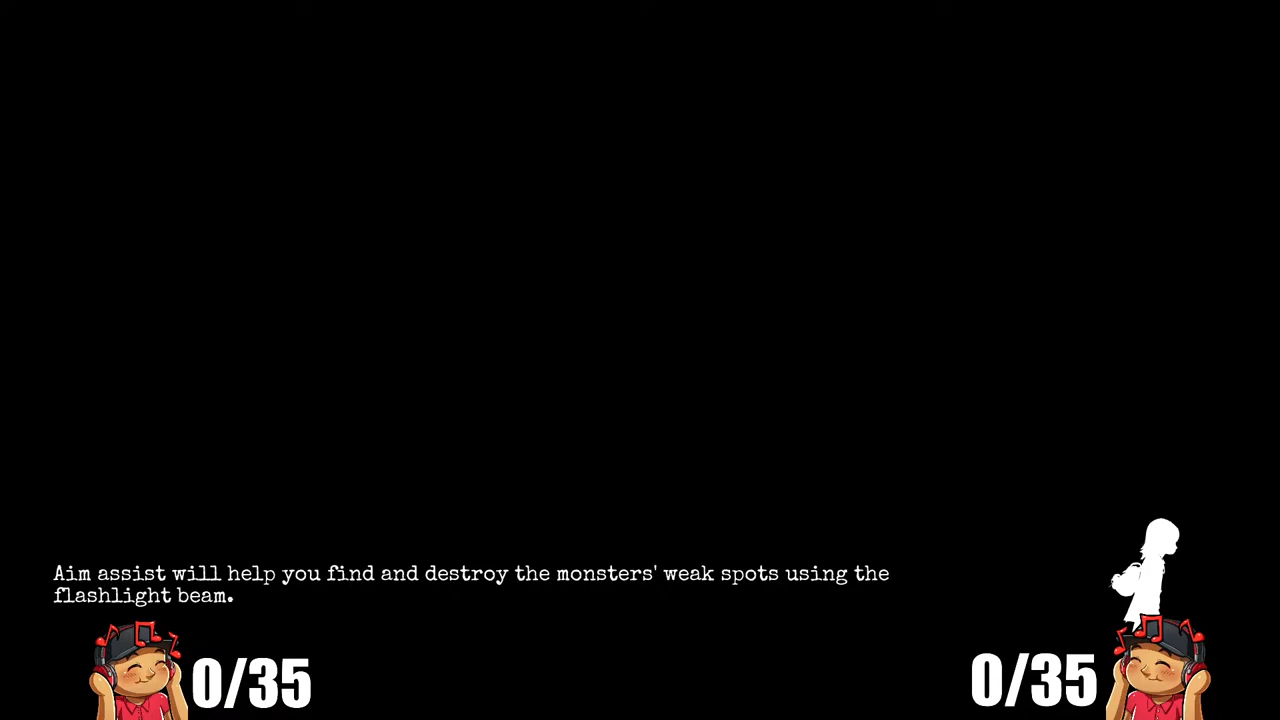 Aim assist will help you find and destroy the monsters' weak spots using the
flashlight beam.
0/35
0/35